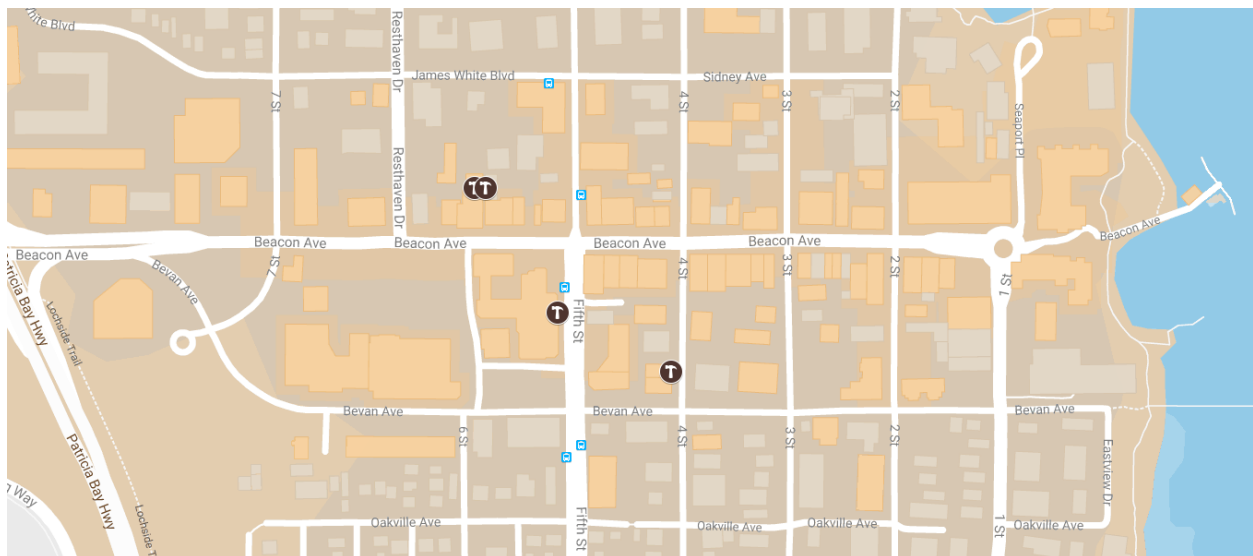 White Blvd
Resthaven Dr
James White Blvd
Sidney Ave
7 St
4 St
3 St
2 St
Seaport Pl
Resthaven Dr
Beacon Ave
Beacon Ave
Beacon Ave
Beacon Ave
Beacon Ave
Beacon Ave
Bevan Ave
7 St
4 St
3 St
2 St
1 St
Patricia Bay Hwy
Lochside Trail
Fifth St
Bevan Ave
Bevan Ave
Bevan Ave
6 St
4 St
3 St
2 St
Eastview Dr
Patricia Bay Hwy
Way
Lochside
Oakville Ave
Fifth St
Oakville Ave
Oakville Ave
1 St
Oakville Ave